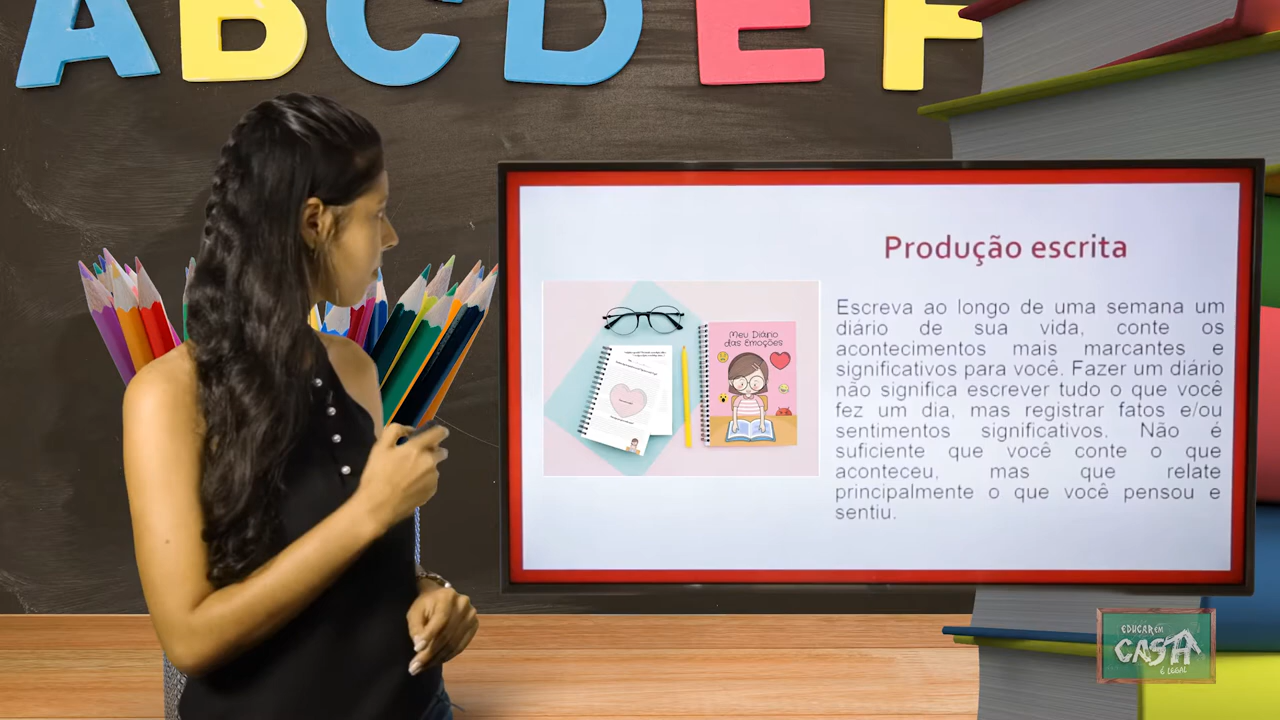 ABCDEF
Produção escrita
Escreva ao longo de uma semana um
diário de sua vida, conte os
acontecimentos mais marcantes e
significativos para você. Fazer um diário
não significa escrever tudo o que você
fez um dia, mas registrar fatos e/ou
sentimentos significativos. Não é
suficiente que você conte o que
aconteceu, mas que relate
principalmente o que você pensou e
sentiu.
Meu Diário
das Emoções
EDUCAR EM
CASA
É LEGAL